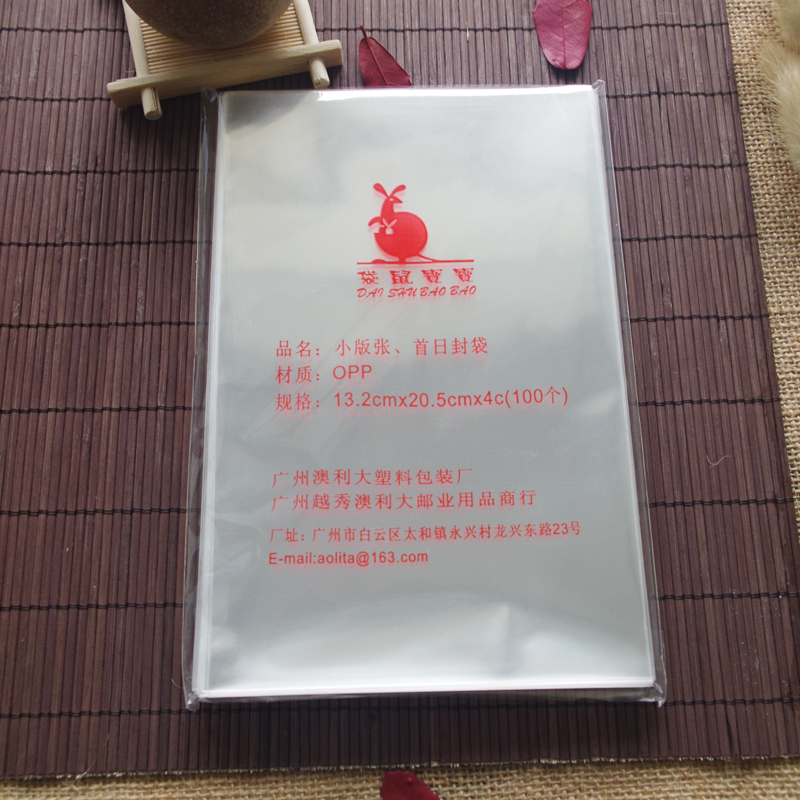 袋鼠宝宝
DAI SHU BAO BAO
品名：小版张、首日封袋
材质：OPP
规格：13.2cmx20.5cmx4c(100个)
广州澳利大塑料包装厂
广州越秀澳利大邮业用品商行
厂址：广州市白云区太和镇永兴村龙兴东路23号
E-mail:aolita@163.com